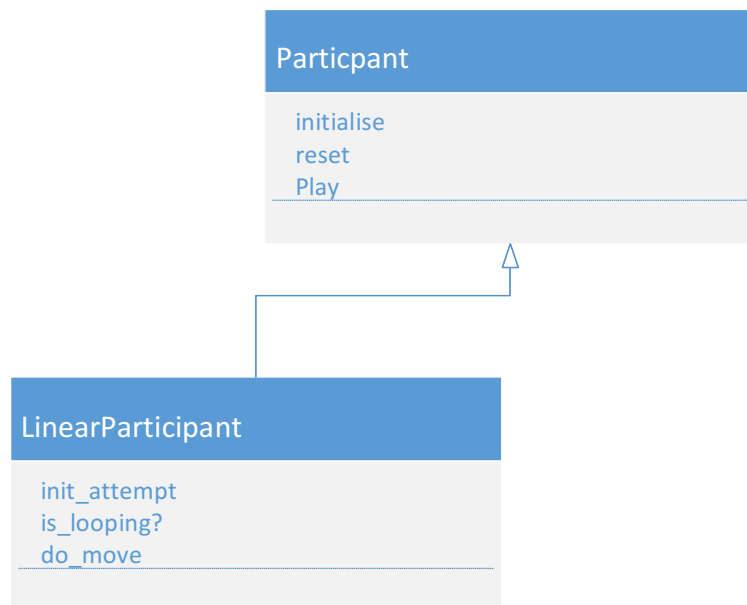 Particpant
initialise
reset
Play
LinearParticipant
init_attempt
is_looping?
do_move